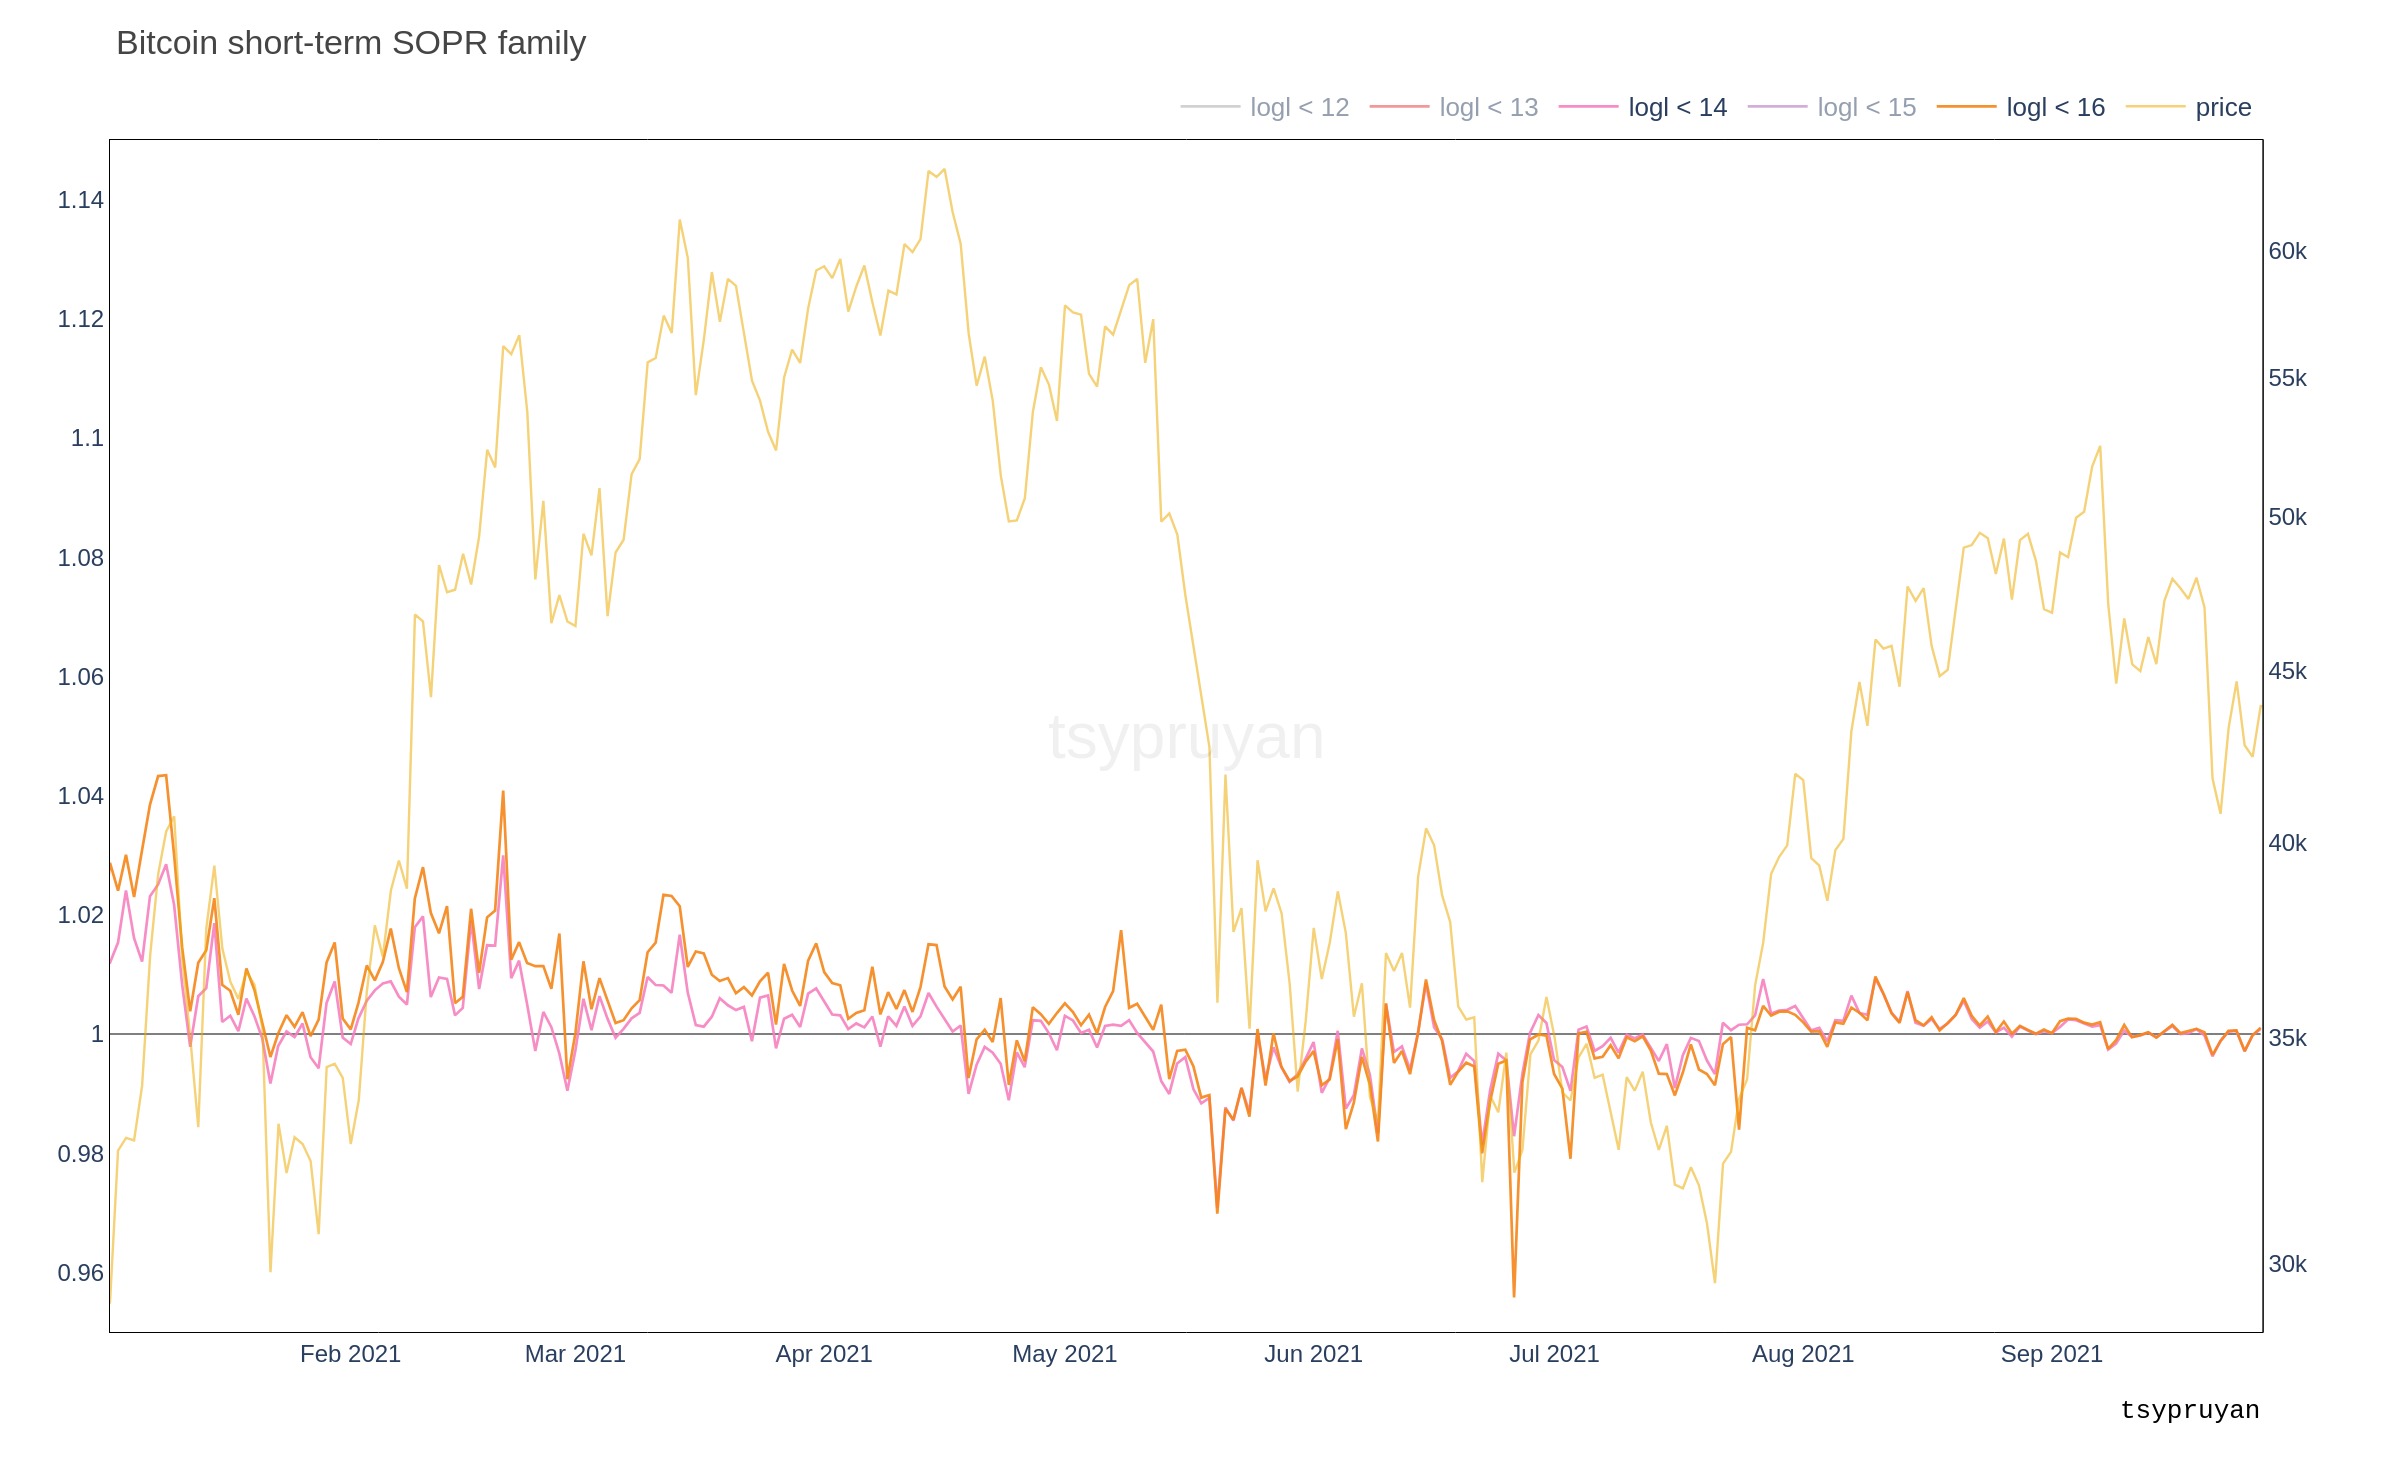 Bitcoin short-term SOPR family
logl < 12 logl < 13 logl < 14 logl < 15 logl < 16 price
1.14
1.12
1.1
1.08
1.06
1.04
1.02
1
0.98
0.96
60k
55k
50k
45k
40k
35k
30k
tsypruyan
Feb 2021 Mar 2021 Apr 2021 May 2021 Jun 2021 Jul 2021 Aug 2021 Sep 2021
tsypruyan